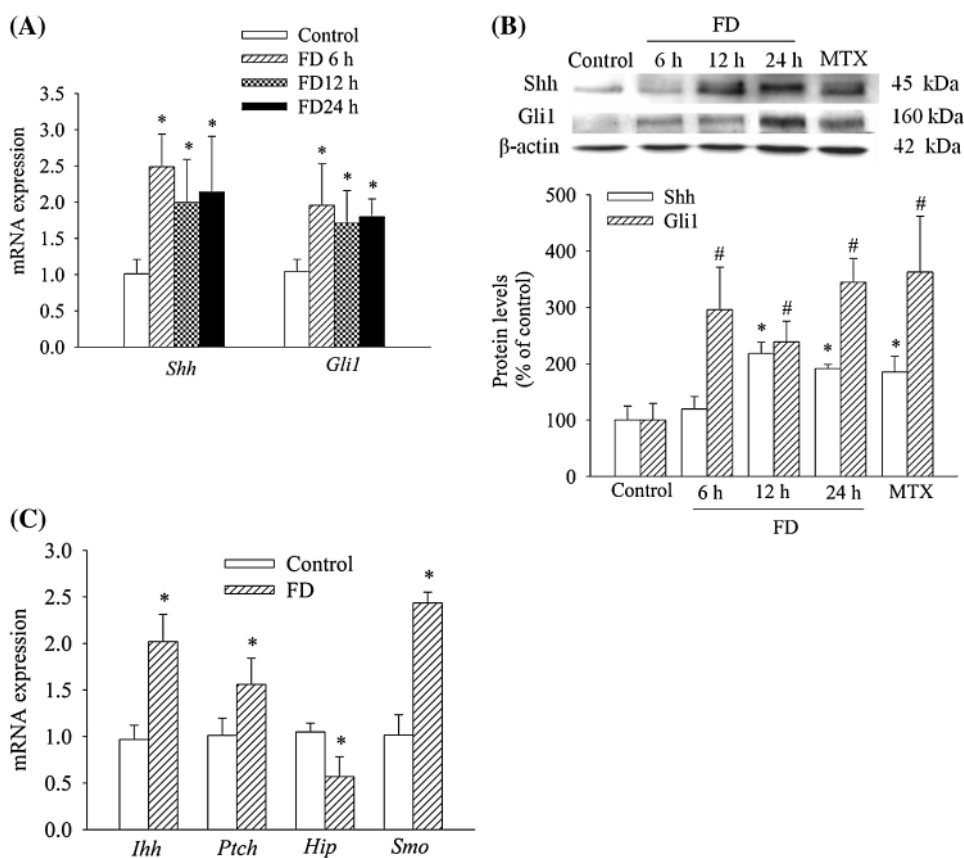 (A)
Control
FD 6 h
FD12 h
FD24 h
mRNA expression
3.5
3.0
2.5
2.0
1.5
1.0
0.5
0.0
* * *
* * *
Shh Gli1
(B)
FD
Control 6 h 12 h 24 h MTX
Shh 45 kDa
Gli1 160 kDa
β-actin 42 kDa
Shh
Gli1
Protein levels
(% of control)
500
400
300
200
100
0
# * # * # * #
Control 6 h 12 h 24 h MTX
FD
(C)
Control
FD
mRNA expression
3.0
2.5
2.0
1.5
1.0
0.5
0.0
* * * *
Ihh Ptch Hip Smo